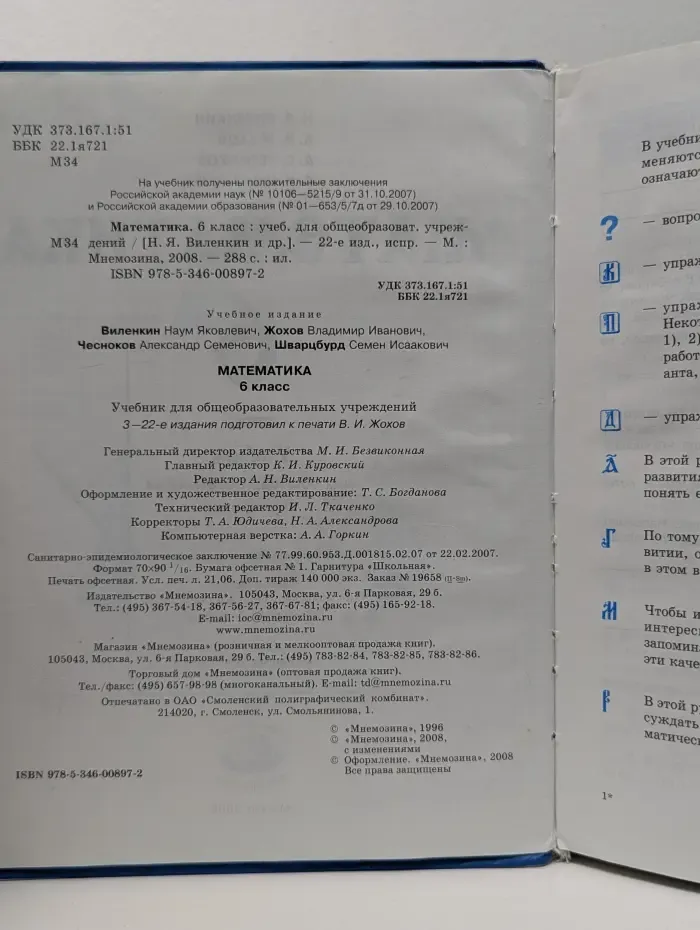 УДК 373.167.1:51
ББК 22.1я721
М34
На учебник получены положительные заключения
Российской академии наук (№ 10106—5215/9 от 31.10.2007)
и Российской академии образования (№ 01—653/5/7д от 29.10.2007)
Математика. 6 класс : учеб. для общеобразоват. учреж-
М34 дений / [Н. Я. Виленкин и др.]. — 22-е изд., испр. — М. :
Мнемозина, 2008. — 288 с. : ил.
ISBN 978-5-346-00897-2
УДК 373.167.1:51
ББК 22.1я721
Учебное издание
Виленкин Наум Яковлевич, Жохов Владимир Иванович,
Чесноков Александр Семенович, Шварцбурд Семен Исаакович
МАТЕМАТИКА
6 класс
Учебник для общеобразовательных учреждений
3—22-е издания подготовил к печати В. И. Жохов
Генеральный директор издательства М. И. Безвиконная
Главный редактор К. И. Куровский
Редактор А. Н. Виленкин
Оформление и художественное редактирование: Т. С. Богданова
Технический редактор И. Л. Ткаченко
Корректоры Т. А. Юдичева, Н. А. Александрова
Компьютерная верстка: А. А. Горкин
Санитарно-эпидемиологическое заключение № 77.99.60.953.Д.001815.02.07 от 22.02.2007.
Формат 70×90 1/16. Бумага офсетная № 1. Гарнитура «Школьная».
Печать офсетная. Усл. печ. л. 21,06. Доп. тираж 140 000 экз. Заказ № 19658
Издательство «Мнемозина». 105043, Москва, ул. 6-я Парковая, 29 б.
Тел.: (495) 367-54-18, 367-56-27, 367-67-81; факс: (495) 165-92-18.
E-mail: ioc@mnemozina.ru
www.mnemozina.ru
Магазин «Мнемозина» (розничная и мелкооптовая продажа книг).
105043, Москва, ул. 6-я Парковая, 29 б. Тел.: (495) 783-82-84, 783-82-85, 783-82-86.
Торговый дом «Мнемозина» (оптовая продажа книг).
Тел./факс: (495) 657-98-98 (многоканальный). E-mail: td@mnemozina.ru
Отпечатано в ОАО «Смоленский полиграфический комбинат».
214020, г. Смоленск, ул. Смольянинова, 1.
© «Мнемозина», 1996
© «Мнемозина», 2008,
с изменениями
© Оформление. «Мнемозина», 2008
Все права защищены
ISBN 978-5-346-00897-2
В учебни
меняютс
означаю
? — вопро
К — упраж
П — упраж
Некот
1), 2)
работ
анта,
Д — упраж
А В этой р
развити
понять е
Г По тому
витии, с
в этом в
М Чтобы и
интерес
запомин
эти каче
Р В этой р
суждать
матичес
1*